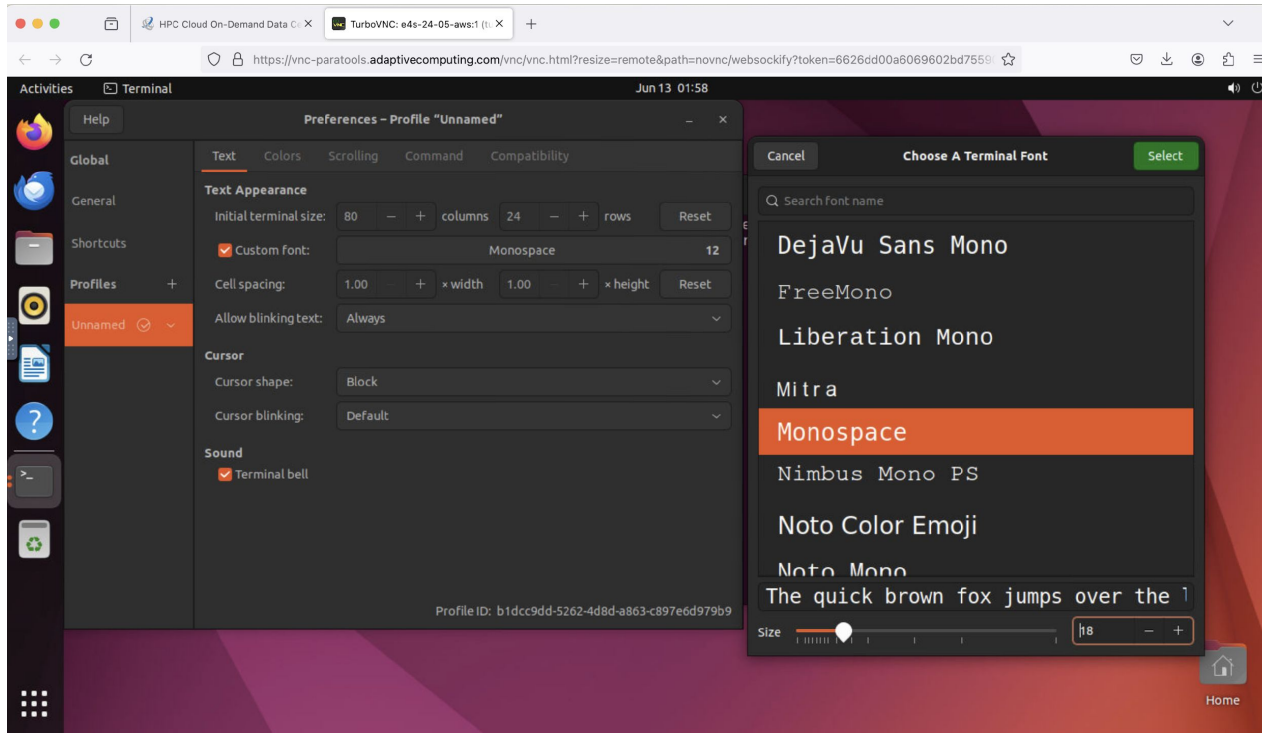 HPC Cloud On-Demand Data Ce
TurboVNC: e4s-24-05-aws:1 (tu
https://vnc-paratools.adaptivecomputing.com/vnc/vnc.html?resize=remote&path=novnc/websockify?token=6626dd00a6069602bd7559
Activities
Terminal
Jun 13 01:58
Help
Preferences – Profile “Unnamed”
Global
General
Shortcuts
Profiles
Unnamed
Text Colors Scrolling Command Compatibility
Text Appearance
Initial terminal size: 80 – + columns 24 – + rows Reset
Custom font: Monospace 12
Cell spacing: 1.00 – + × width 1.00 – + × height Reset
Allow blinking text: Always
Cursor
Cursor shape: Block
Cursor blinking: Default
Sound
Terminal bell
Profile ID: b1dcc9dd-5262-4d8d-a863-c897e6d979b9
Cancel
Choose A Terminal Font
Select
Search font name
DejaVu Sans Mono
FreeMono
Liberation Mono
Mitra
Monospace
Nimbus Mono PS
Noto Color Emoji
Noto Mono
The quick brown fox jumps over the
Size 18 – +
Home